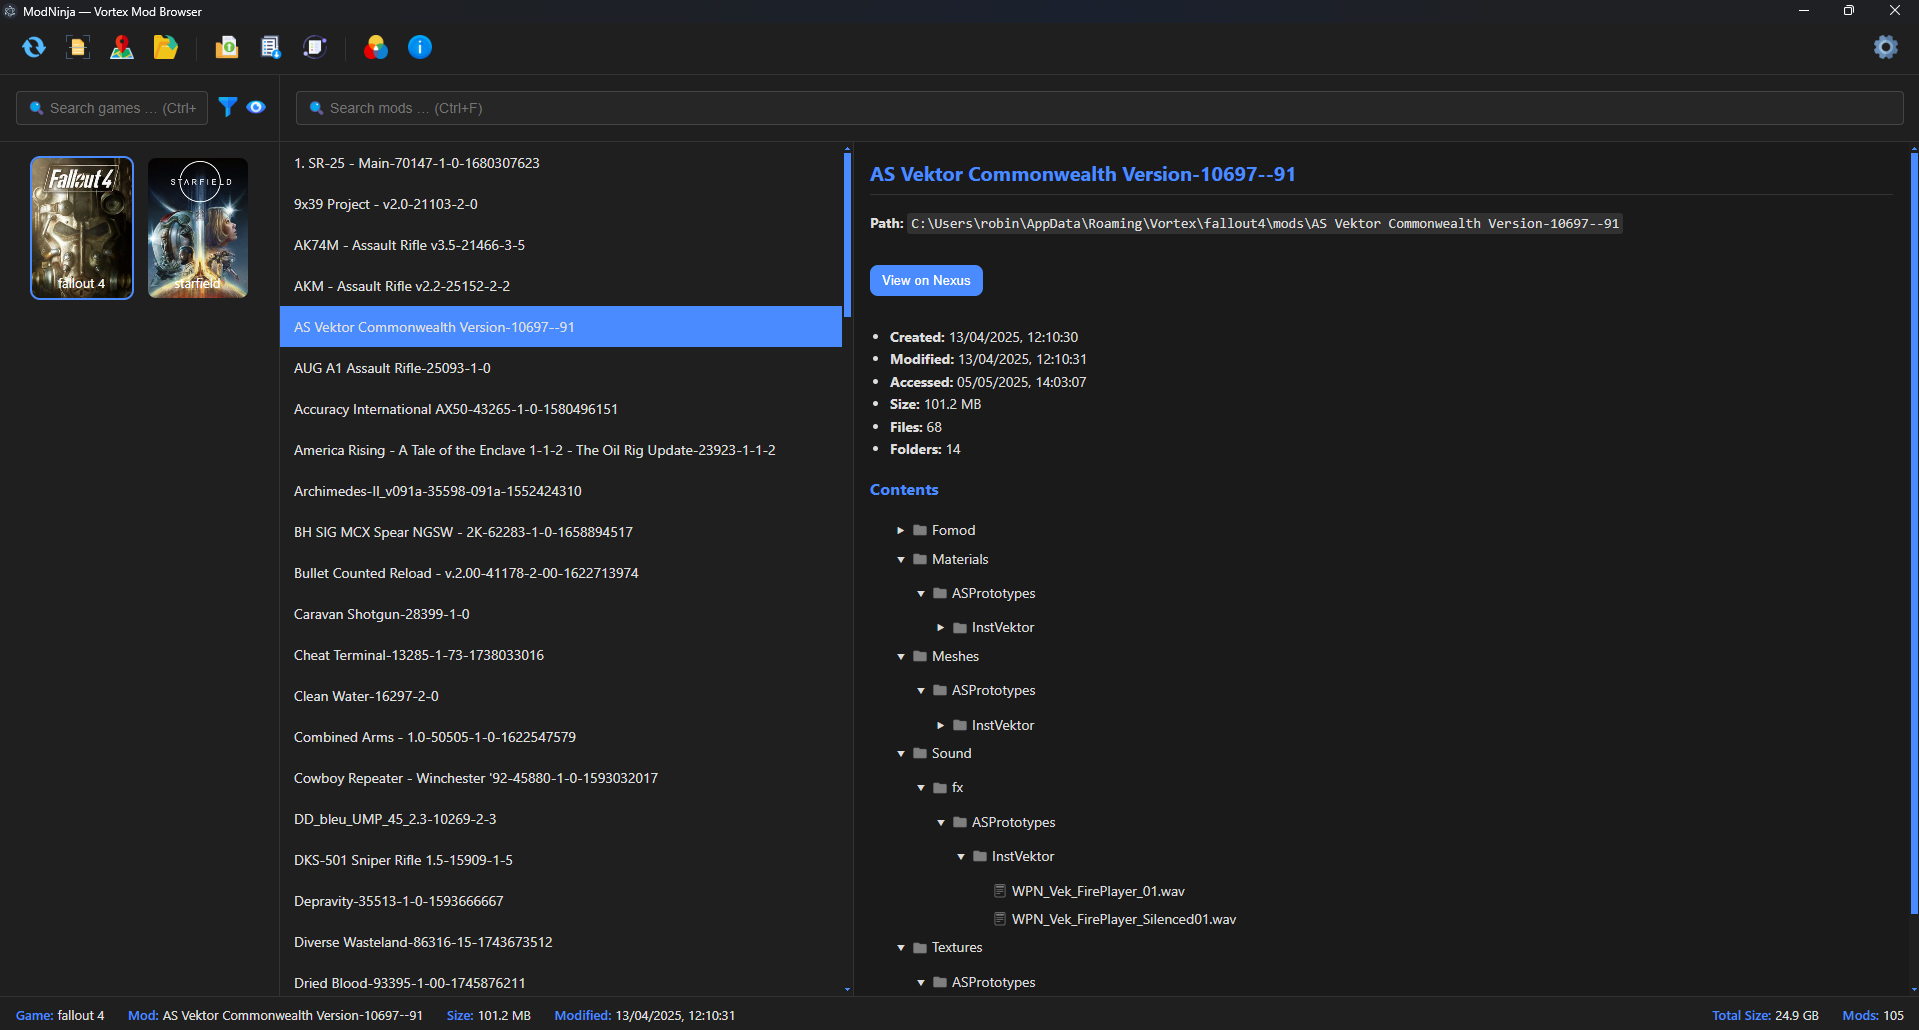 ModNinja — Vortex Mod Browser
Search games ... (Ctrl+
Search mods ... (Ctrl+F)
Fallout 4
fallout 4
STARFIELD
starfield
1. SR-25 - Main-70147-1-0-1680307623
9x39 Project - v2.0-21103-2-0
AK74M - Assault Rifle v3.5-21466-3-5
AKM - Assault Rifle v2.2-25152-2-2
AS Vektor Commonwealth Version-10697--91
AUG A1 Assault Rifle-25093-1-0
Accuracy International AX50-43265-1-0-1580496151
America Rising - A Tale of the Enclave 1-1-2 - The Oil Rig Update-23923-1-1-2
Archimedes-II_v091a-35598-091a-1552424310
BH SIG MCX Spear NGSW - 2K-62283-1-0-1658894517
Bullet Counted Reload - v.2.00-41178-2-00-1622713974
Caravan Shotgun-28399-1-0
Cheat Terminal-13285-1-73-1738033016
Clean Water-16297-2-0
Combined Arms - 1.0-50505-1-0-1622547579
Cowboy Repeater - Winchester '92-45880-1-0-1593032017
DD_bleu_UMP_45_2.3-10269-2-3
DKS-501 Sniper Rifle 1.5-15909-1-5
Depravity-35513-1-0-1593666667
Diverse Wasteland-86316-15-1743673512
Dried Blood-93395-1-00-1745876211
AS Vektor Commonwealth Version-10697--91
Path: C:\Users\robin\AppData\Roaming\Vortex\fallout4\mods\AS Vektor Commonwealth Version-10697--91
View on Nexus
Created: 13/04/2025, 12:10:30
Modified: 13/04/2025, 12:10:31
Accessed: 05/05/2025, 14:03:07
Size: 101.2 MB
Files: 68
Folders: 14
Contents
Fomod
Materials
ASPrototypes
InstVektor
Meshes
ASPrototypes
InstVektor
Sound
fx
ASPrototypes
InstVektor
WPN_Vek_FirePlayer_01.wav
WPN_Vek_FirePlayer_Silenced01.wav
Textures
ASPrototypes
Game: fallout 4 Mod: AS Vektor Commonwealth Version-10697--91 Size: 101.2 MB Modified: 13/04/2025, 12:10:31 Total Size: 24.9 GB Mods: 105